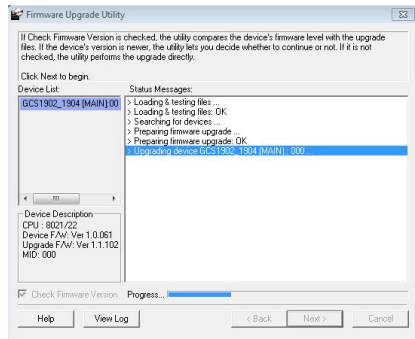 Firmware Upgrade Utility
If Check Firmware Version is checked, the utility compares the device's firmware level with the upgrade
files. If the device's version is newer, the utility lets you decide whether to continue or not. If it is not
checked, the utility performs the upgrade directly.
Click Next to begin.
Device List:
Status Messages:
GCS1902_1904 [MAIN]:00
> Loading & testing files ...
> Loading & testing files: OK
> Searching for devices ...
> Preparing firmware upgrade ...
> Preparing firmware upgrade: OK
> Upgrading device GCS1902_1904 [MAIN] : 000 ...
Device Description
CPU : 8021/22
Device F/W: Ver 1.0.061
Upgrade F/W: Ver 1.1.102
MID: 000
Check Firmware Version
Progress...
Help
View Log
< Back
Next >
Cancel